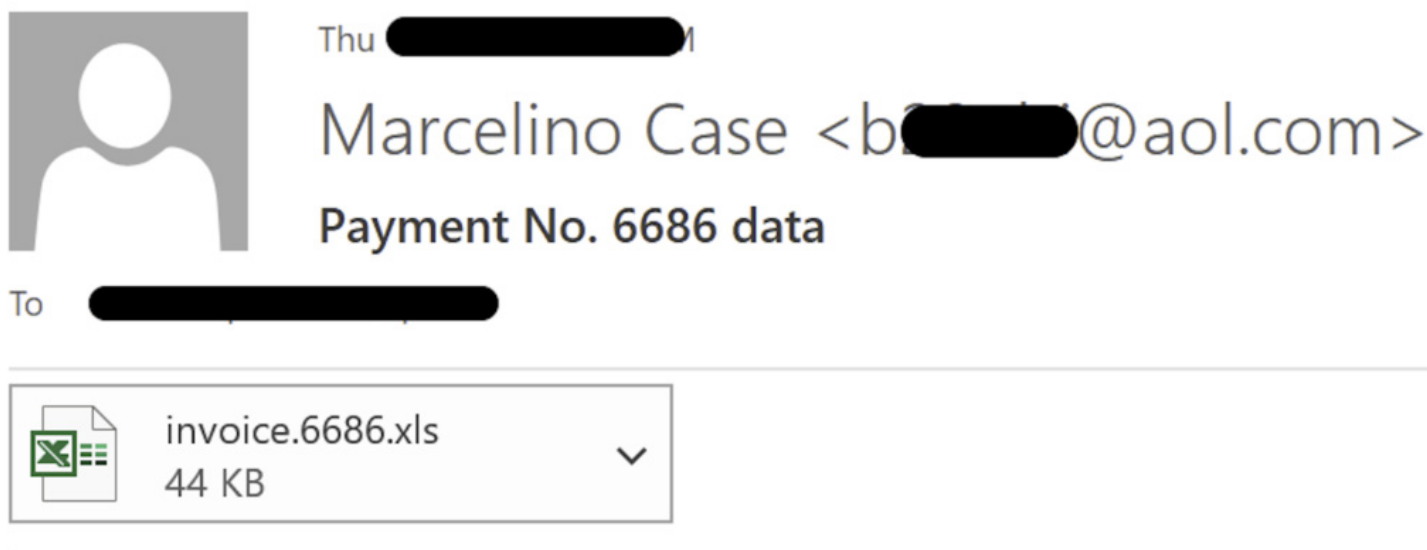 Thu
Marcelino Case <b@aol.com>
Payment No. 6686 data
To
invoice.6686.xls
44 KB